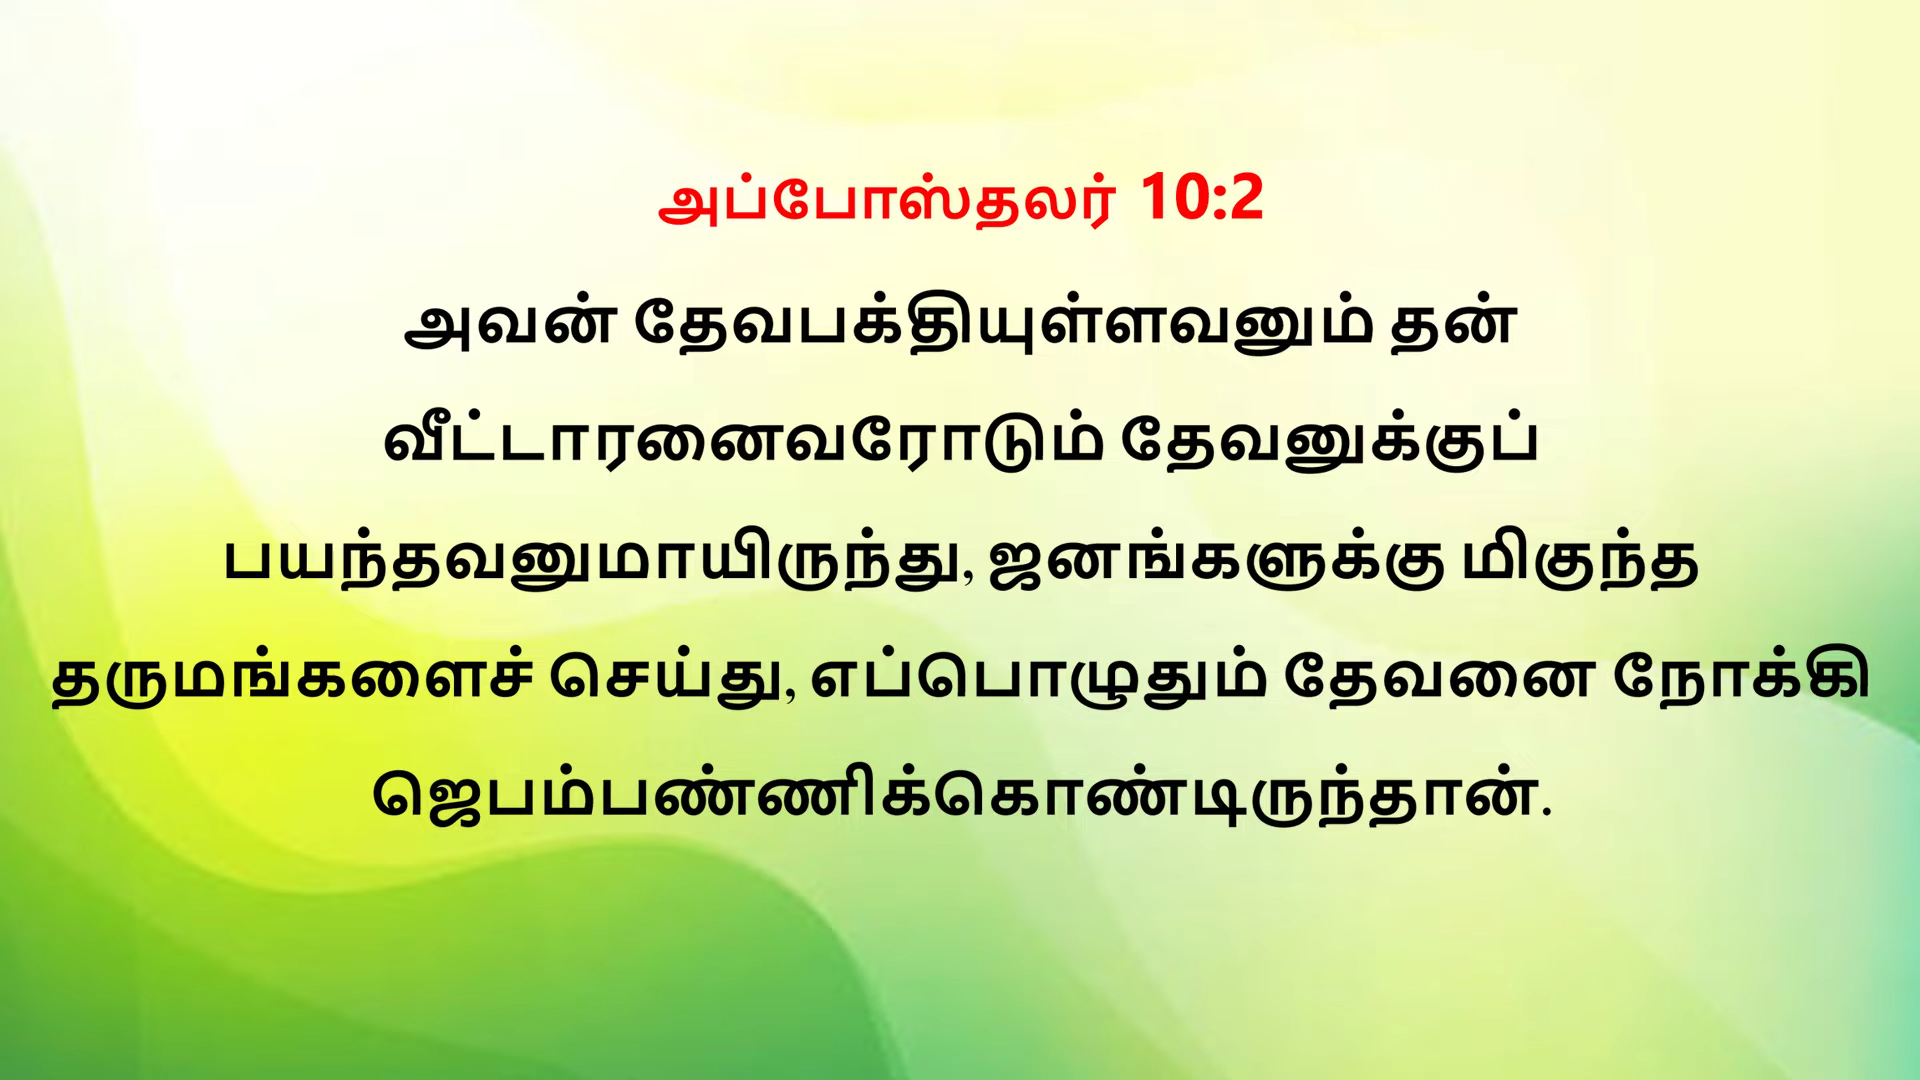 அப்போஸ்தலர் 10:2
அவன் தேவபக்தியுள்ளவனும் தன்
வீட்டாரனைவரோடும் தேவனுக்குப்
பயந்தவனுமாயிருந்து, ஜனங்களுக்கு மிகுந்த
தருமங்களைச் செய்து, எப்பொழுதும் தேவனை நோக்கி
ஜெபம்பண்ணிக்கொண்டிருந்தான்.